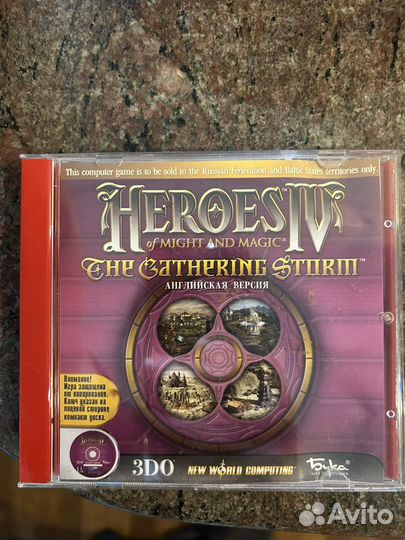 This computer game is to be sold in the Russian Federation and Baltic States territories only.
HEROES IV
of MIGHT AND MAGIC®
THE GATHERING STORM™
АНГЛИЙСКАЯ ВЕРСИЯ
Внимание!
Игра защищена
от копирования.
Ключ указан на
лицевой стороне
компакт диска.
3DO
NEW WORLD COMPUTING™
Бука
Avito